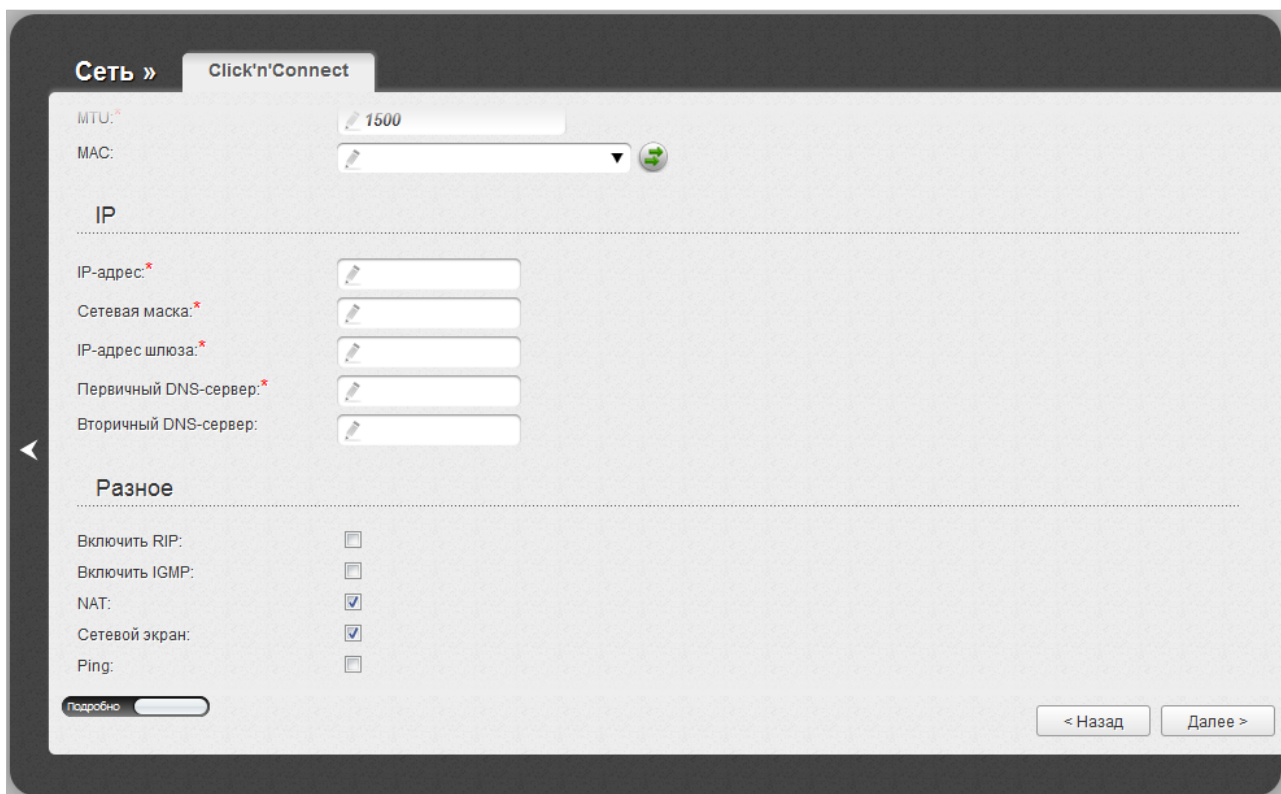 Сеть » Click'n'Connect
MTU:* 1500
MAC:
IP
IP-адрес:*
Сетевая маска:*
IP-адрес шлюза:*
Первичный DNS-сервер:*
Вторичный DNS-сервер:
Разное
Включить RIP:
Включить IGMP:
NAT:
Сетевой экран:
Ping:
Подробно
< Назад Далее >